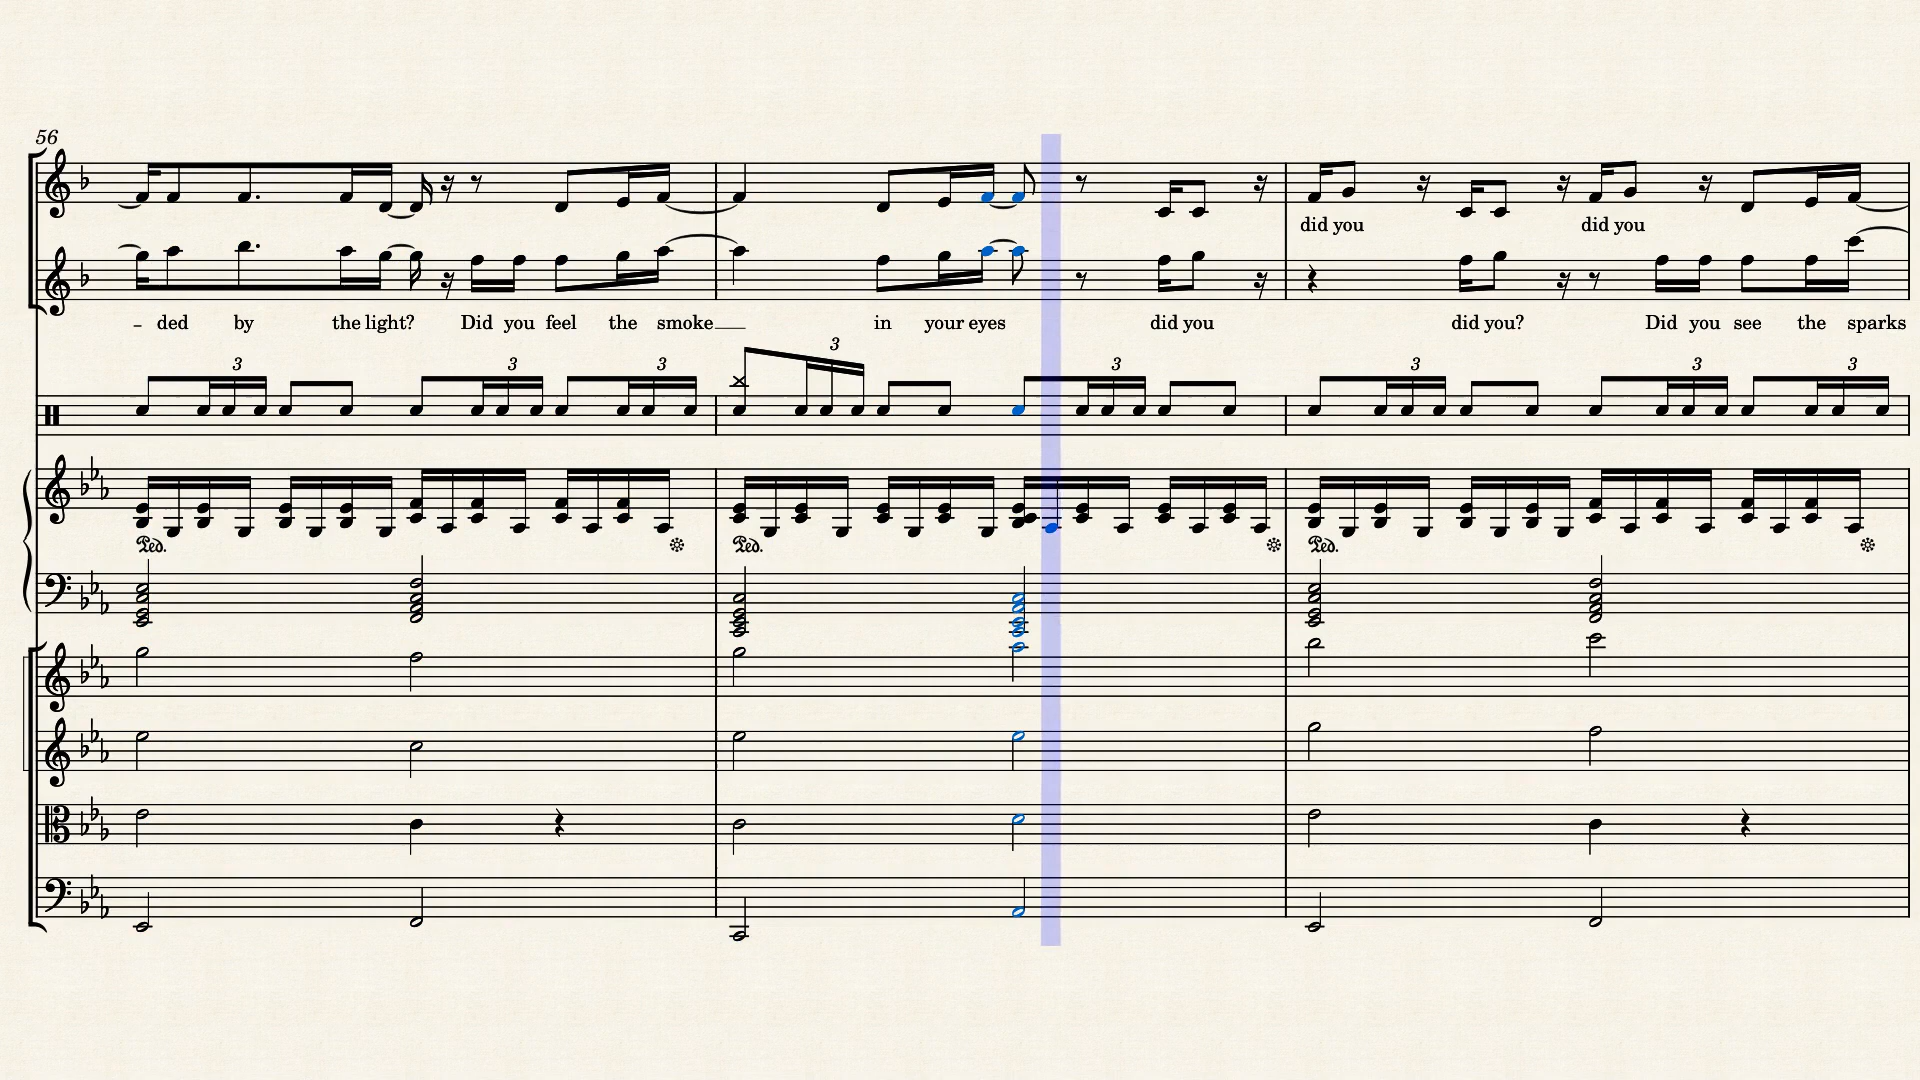 56
did you did you
- ded by the light? Did you feel the smoke in your eyes did you did you? Did you see the sparks
3 3 3 3 3 3 3 3
Ped. Ped. Ped.